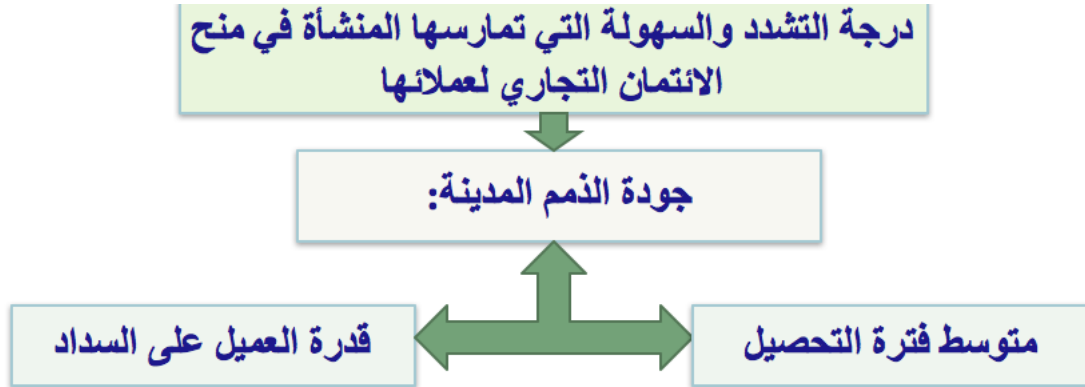 درجة التشدد والسهولة التي تمارسها المنشأة في منح
الائتمان التجاري لعملائها
جودة الذمم المدينة:
متوسط فترة التحصيل
قدرة العميل على السداد